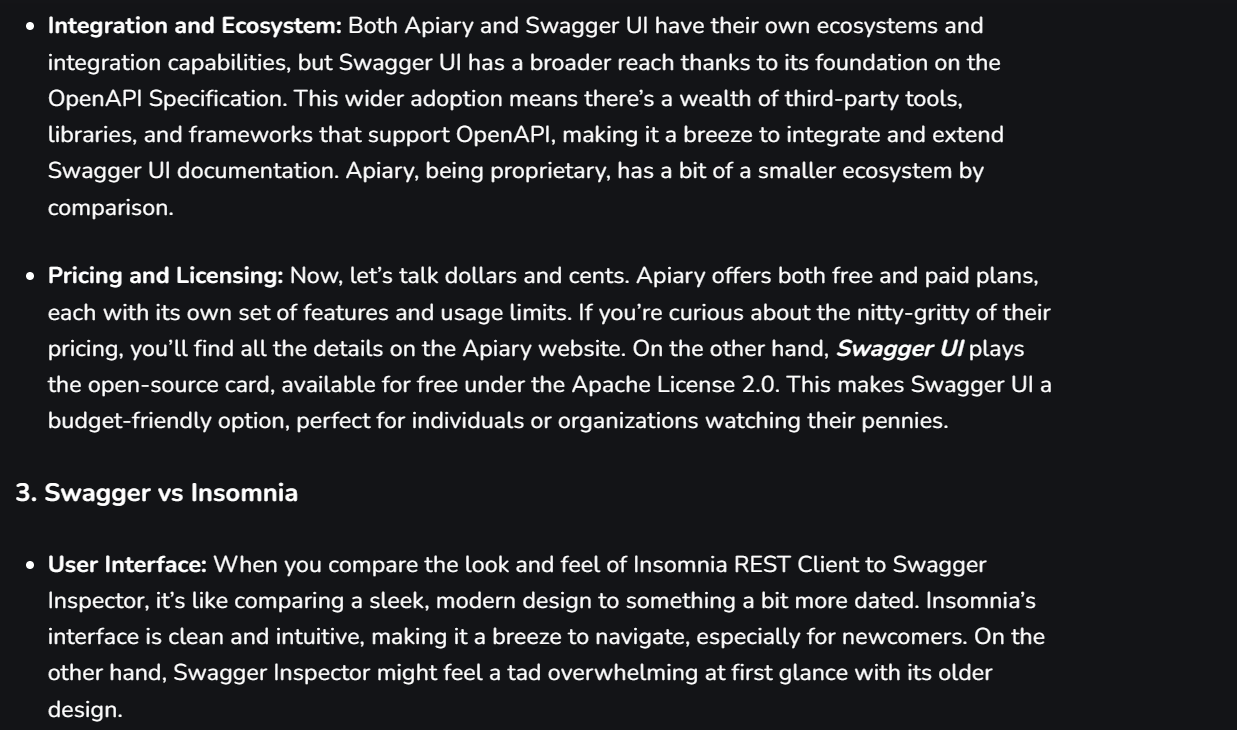 • Integration and Ecosystem: Both Apiary and Swagger UI have their own ecosystems and
integration capabilities, but Swagger UI has a broader reach thanks to its foundation on the
OpenAPI Specification. This wider adoption means there’s a wealth of third-party tools,
libraries, and frameworks that support OpenAPI, making it a breeze to integrate and extend
Swagger UI documentation. Apiary, being proprietary, has a bit of a smaller ecosystem by
comparison.
• Pricing and Licensing: Now, let’s talk dollars and cents. Apiary offers both free and paid plans,
each with its own set of features and usage limits. If you’re curious about the nitty-gritty of their
pricing, you’ll find all the details on the Apiary website. On the other hand, Swagger UI plays
the open-source card, available for free under the Apache License 2.0. This makes Swagger UI a
budget-friendly option, perfect for individuals or organizations watching their pennies.
3. Swagger vs Insomnia
• User Interface: When you compare the look and feel of Insomnia REST Client to Swagger
Inspector, it’s like comparing a sleek, modern design to something a bit more dated. Insomnia’s
interface is clean and intuitive, making it a breeze to navigate, especially for newcomers. On the
other hand, Swagger Inspector might feel a tad overwhelming at first glance with its older
design.